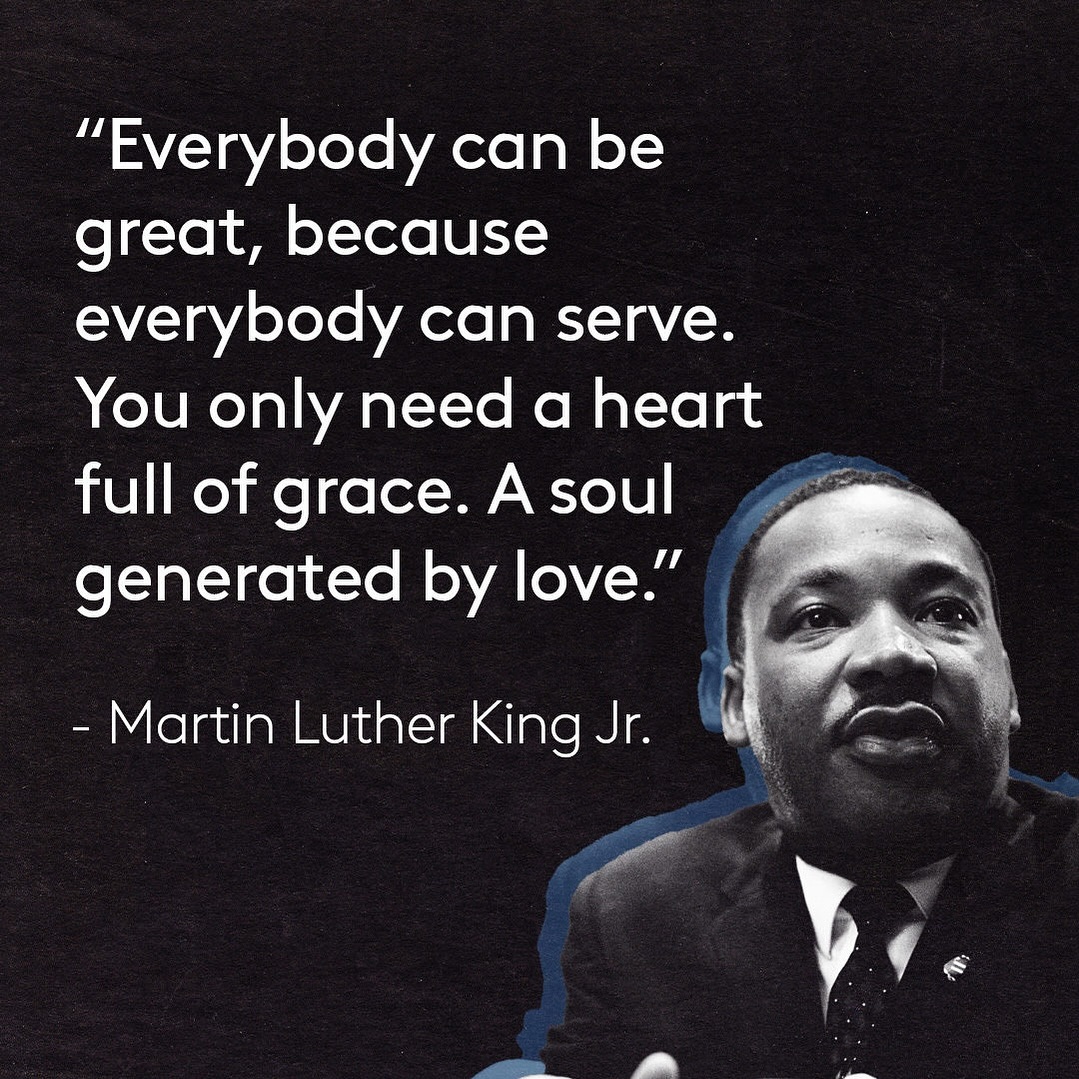 “Everybody can be
great, because
everybody can serve.
You only need a heart
full of grace. A soul
generated by love.”
- Martin Luther King Jr.